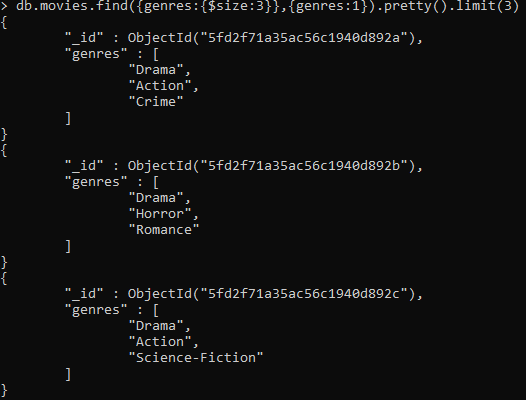 > db.movies.find({genres:{$size:3}},{genres:1}).pretty().limit(3)
{
        "_id" : ObjectId("5fd2f71a35ac56c1940d892a"),
        "genres" : [
                "Drama",
                "Action",
                "Crime"
        ]
}
{
        "_id" : ObjectId("5fd2f71a35ac56c1940d892b"),
        "genres" : [
                "Drama",
                "Horror",
                "Romance"
        ]
}
{
        "_id" : ObjectId("5fd2f71a35ac56c1940d892c"),
        "genres" : [
                "Drama",
                "Action",
                "Science-Fiction"
        ]
}